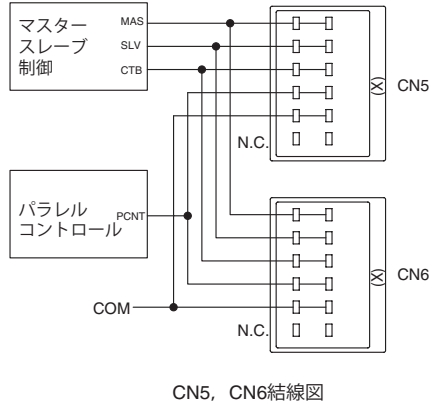 マスター
スレーブ
制御
MAS
SLV
CTB
N.C.
(X)
CN5
パラレル
コントロール
PCNT
COM
N.C.
(X)
CN6
CN5，CN6結線図